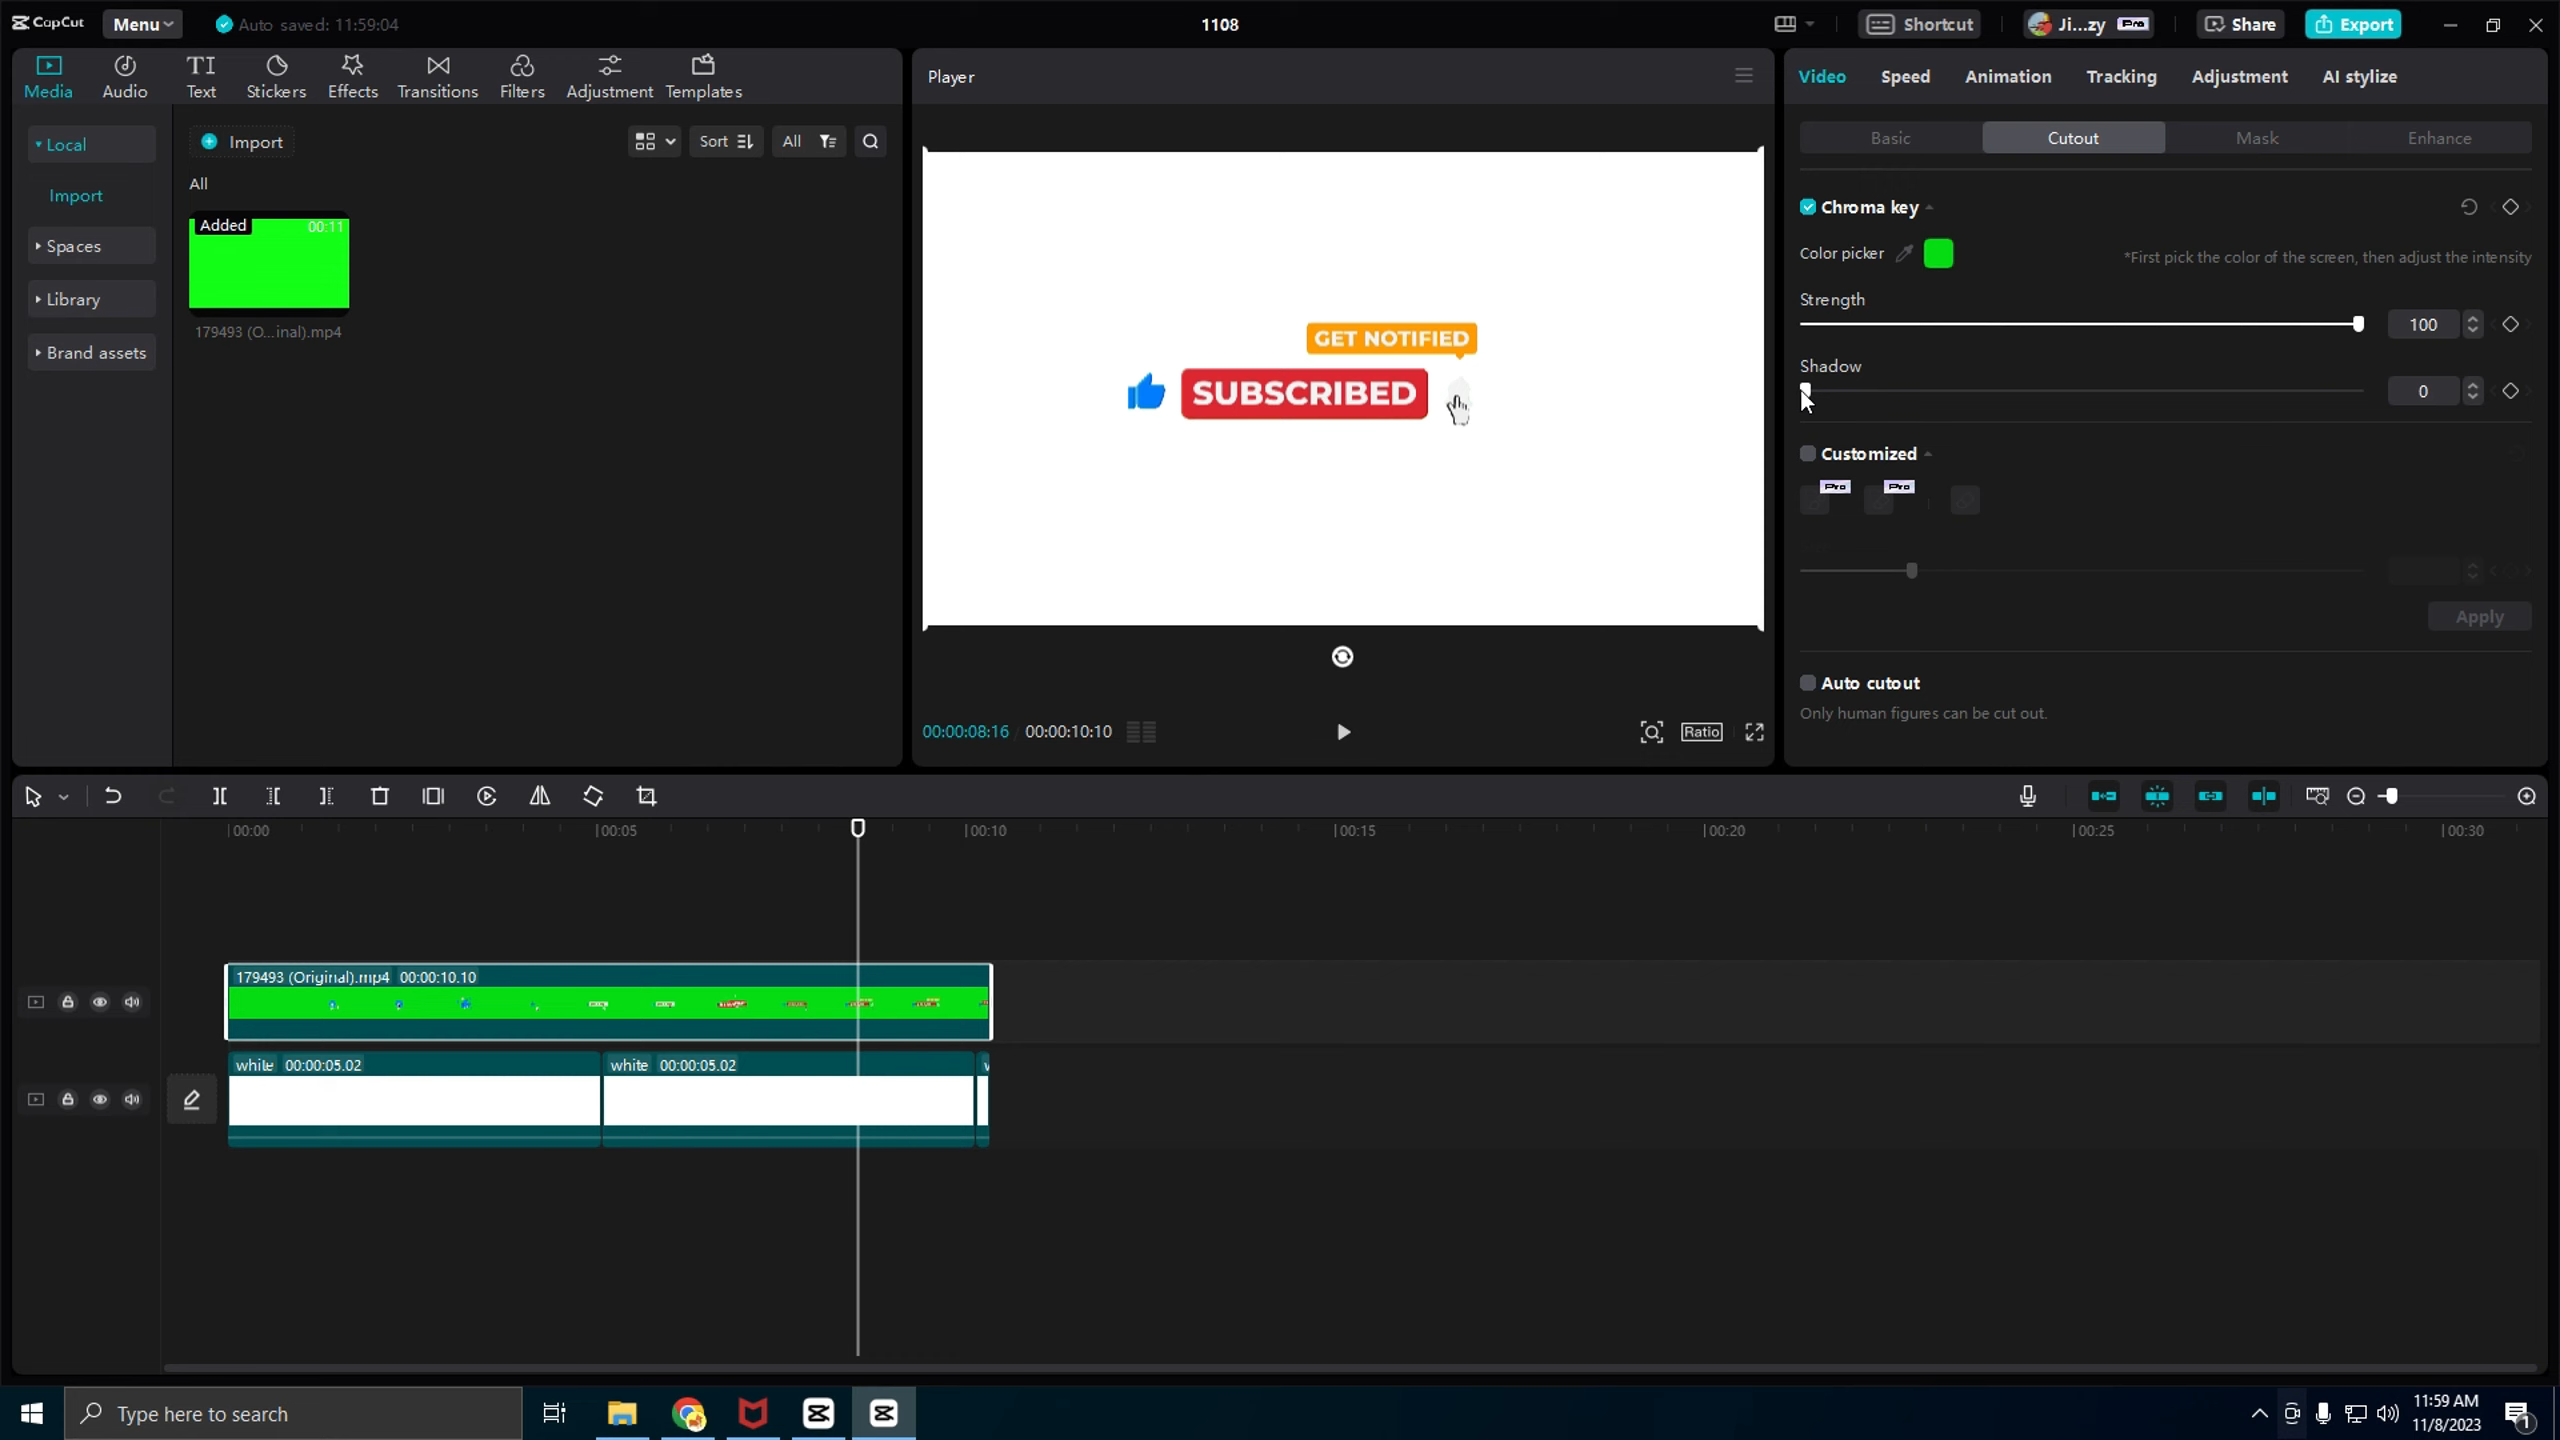 CapCut Menu Auto saved: 11:59:04 1108 Shortcut Ji...zy Pro Share Export
Media Audio Text Stickers Effects Transitions Filters Adjustment Templates
Local
Import
Spaces
Library
Brand assets
Import Sort All
All
Added 00:11
179493 (O...inal).mp4
Player
GET NOTIFIED
SUBSCRIBED
00:00:08:16 00:00:10:10 Ratio
Video Speed Animation Tracking Adjustment AI stylize
Basic Cutout Mask Enhance
Chroma key
Color picker *First pick the color of the screen, then adjust the intensity
Strength
100
Shadow
0
Customized
Pro Pro
Apply
Auto cutout
Only human figures can be cut out.
00:00 00:05 00:10 00:15 00:20 00:25 00:30
179493 (Original).mp4 00:00:10:10
white 00:00:05:02 white 00:00:05:02
Type here to search
11:59 AM
11/8/2023
1